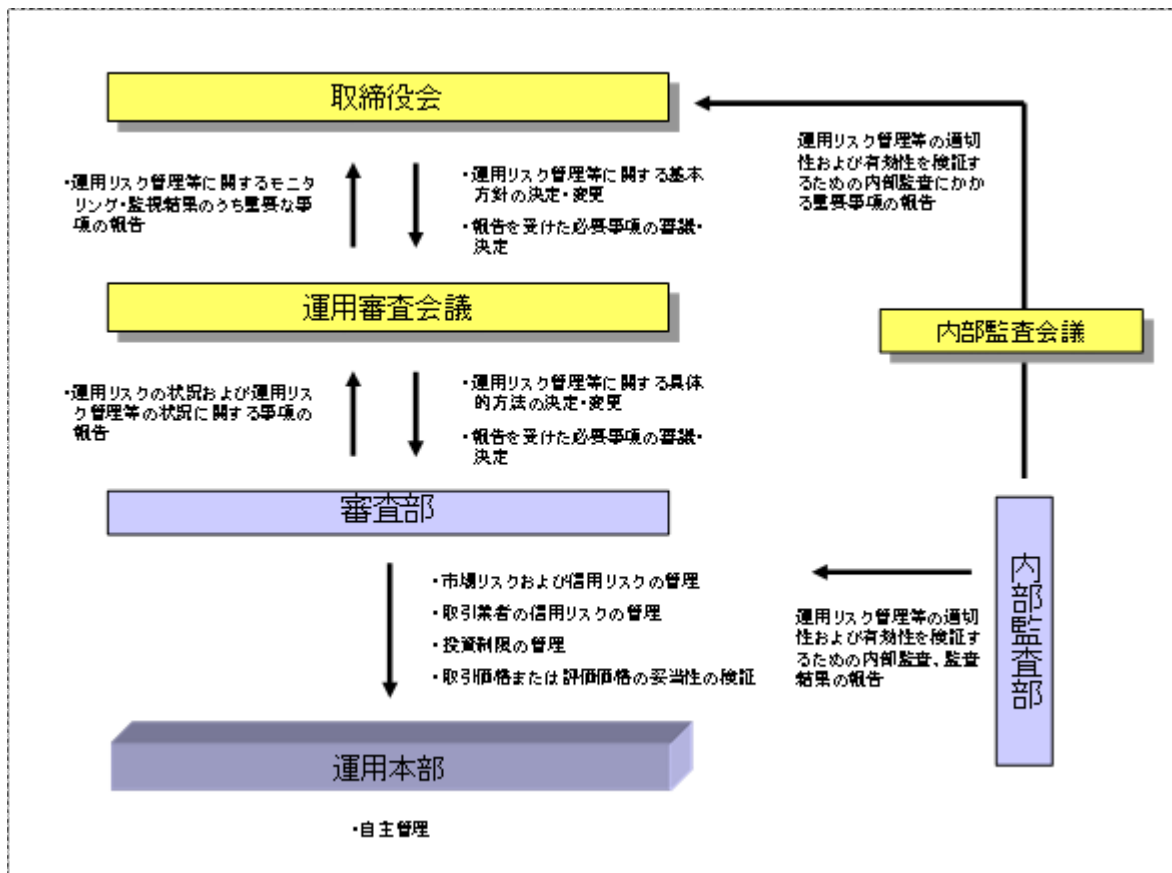 取締役会
・運用リスク管理等に関するモニタ
リング・監視結果のうち重要な事
項の報告
・運用リスク管理等に関する基本
方針の決定・変更
・報告を受けた必要事項の審議・
決定
運用リスク管理等の適切
性および有効性を検証す
るための内部監査にかか
る重要事項の報告
運用審査会議
内部監査会議
・運用リスクの状況および運用リス
ク管理等の状況に関する事項の
報告
・運用リスク管理等に関する具体
的方法の決定・変更
・報告を受けた必要事項の審議・
決定
審査部
内部監査部
・市場リスクおよび信用リスクの管理
・取引業者の信用リスクの管理
・投資制限の管理
・取引価格または評価価格の妥当性の検証
運用リスク管理等の適切
性および有効性を検証す
るための内部監査、監査
結果の報告
運用本部
・自主管理